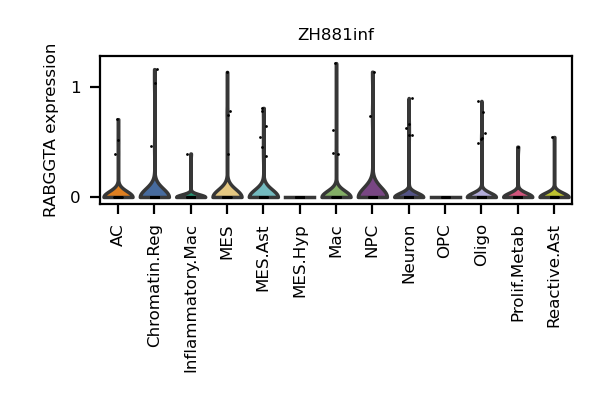 ZH881inf
RABGGTA expression
1
0
AC
Chromatin.Reg
Inflammatory.Mac
MES
MES.Ast
MES.Hyp
Mac
NPC
Neuron
OPC
Oligo
Prolif.Metab
Reactive.Ast